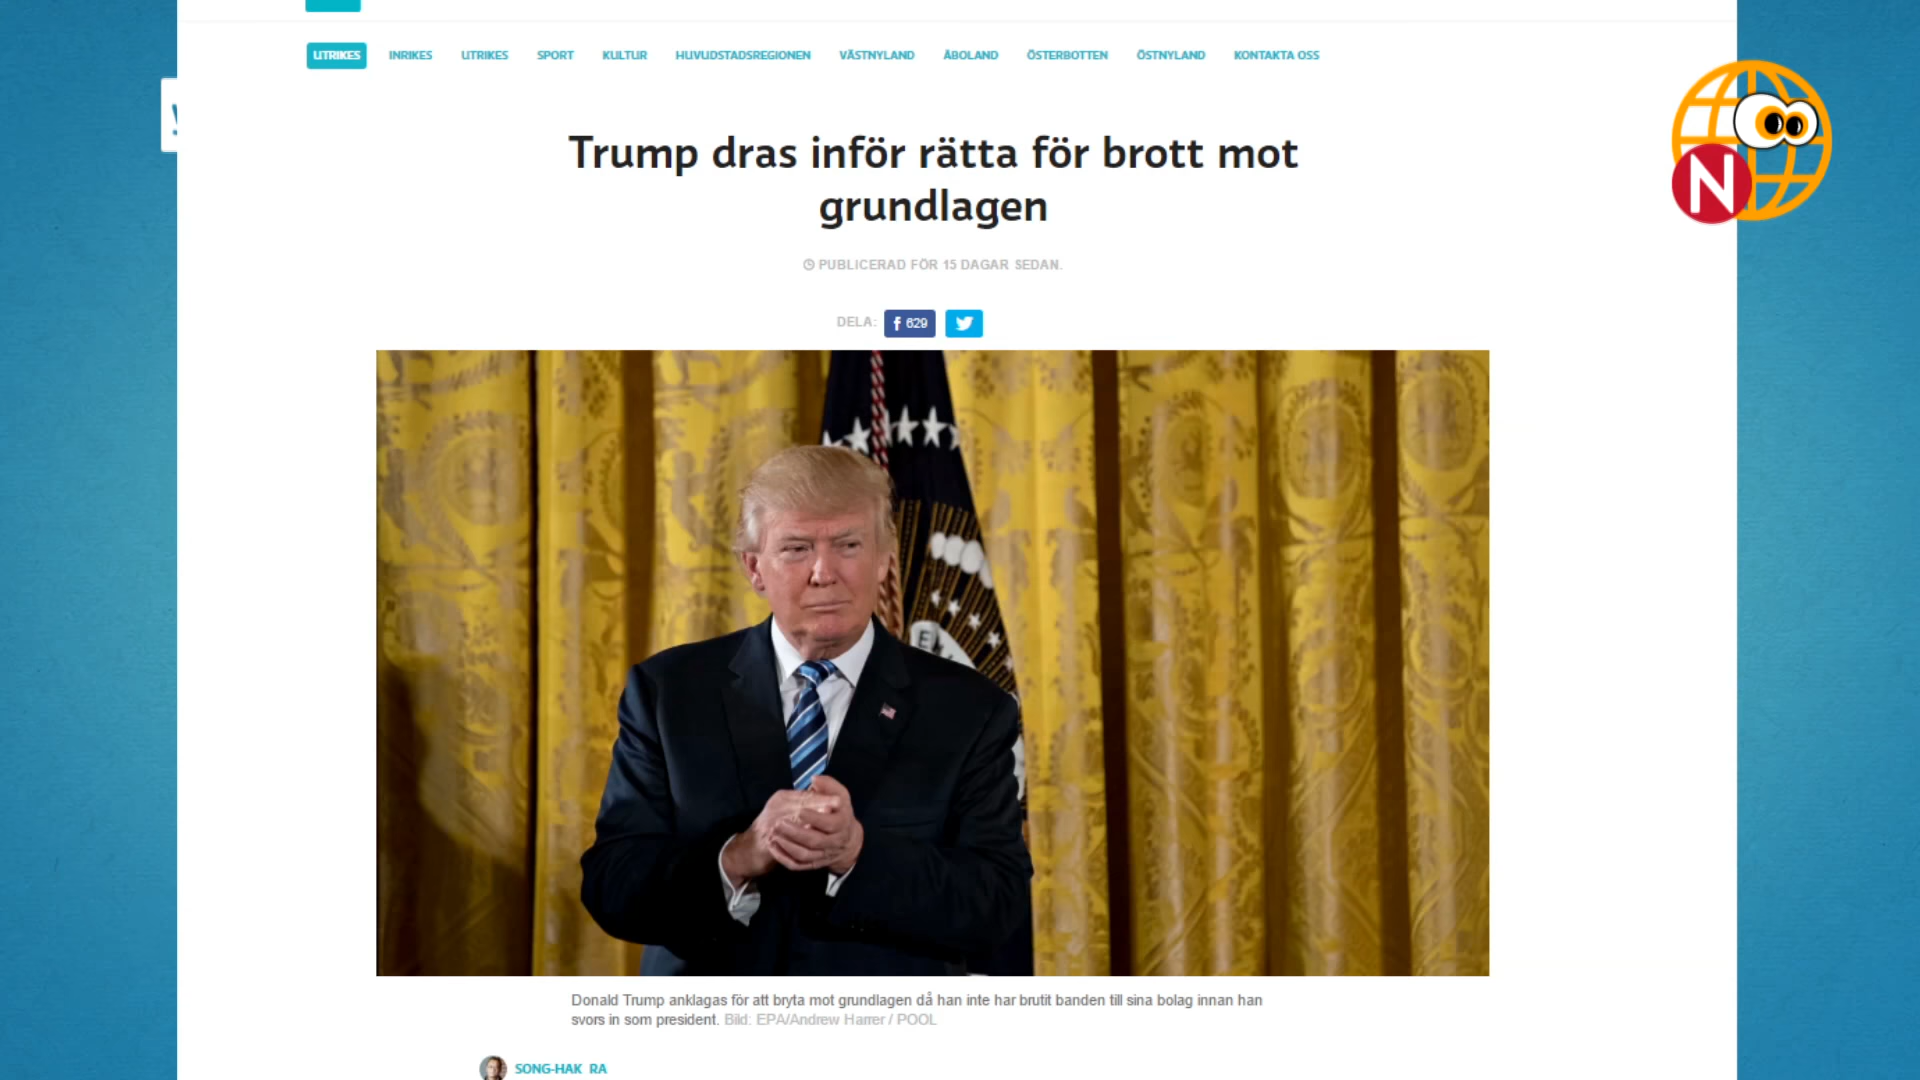 UTRIKES INRIKES UTRIKES SPORT KULTUR HUVUDSTADSREGIONEN VÄSTNYLAND ÅBOLAND ÖSTERBOTTEN ÖSTNYLAND KONTAKTA OSS
N
Trump dras inför rätta för brott mot
grundlagen
PUBLICERAD FÖR 15 DAGAR SEDAN.
DELA: f 629
Donald Trump anklagas för att bryta mot grundlagen då han inte har brutit banden till sina bolag innan han
svors in som president. Bild: EPA/Andrew Harrer / POOL
SONG-HAK RA